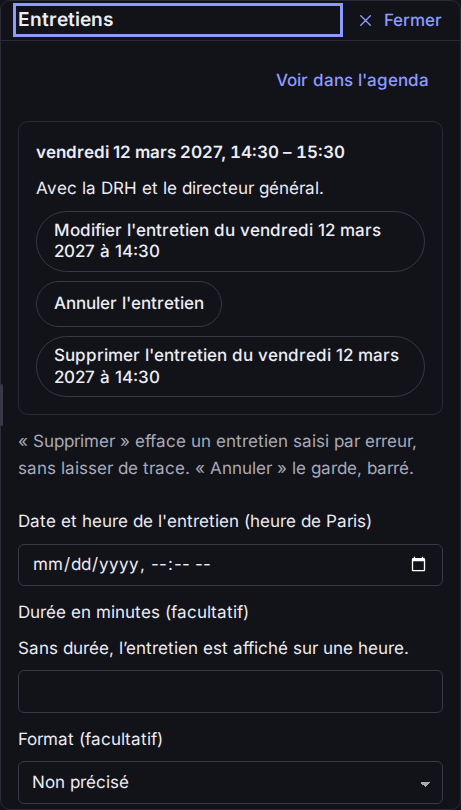 Entretiens
Fermer
Voir dans l'agenda
vendredi 12 mars 2027, 14:30 – 15:30
Avec la DRH et le directeur général.
Modifier l'entretien du vendredi 12 mars
2027 à 14:30
Annuler l'entretien
Supprimer l'entretien du vendredi 12 mars
2027 à 14:30
« Supprimer » efface un entretien saisi par erreur,
sans laisser de trace. « Annuler » le garde, barré.
Date et heure de l'entretien (heure de Paris)
mm/dd/yyyy, --:-- --
Durée en minutes (facultatif)
Sans durée, l’entretien est affiché sur une heure.
Format (facultatif)
Non précisé